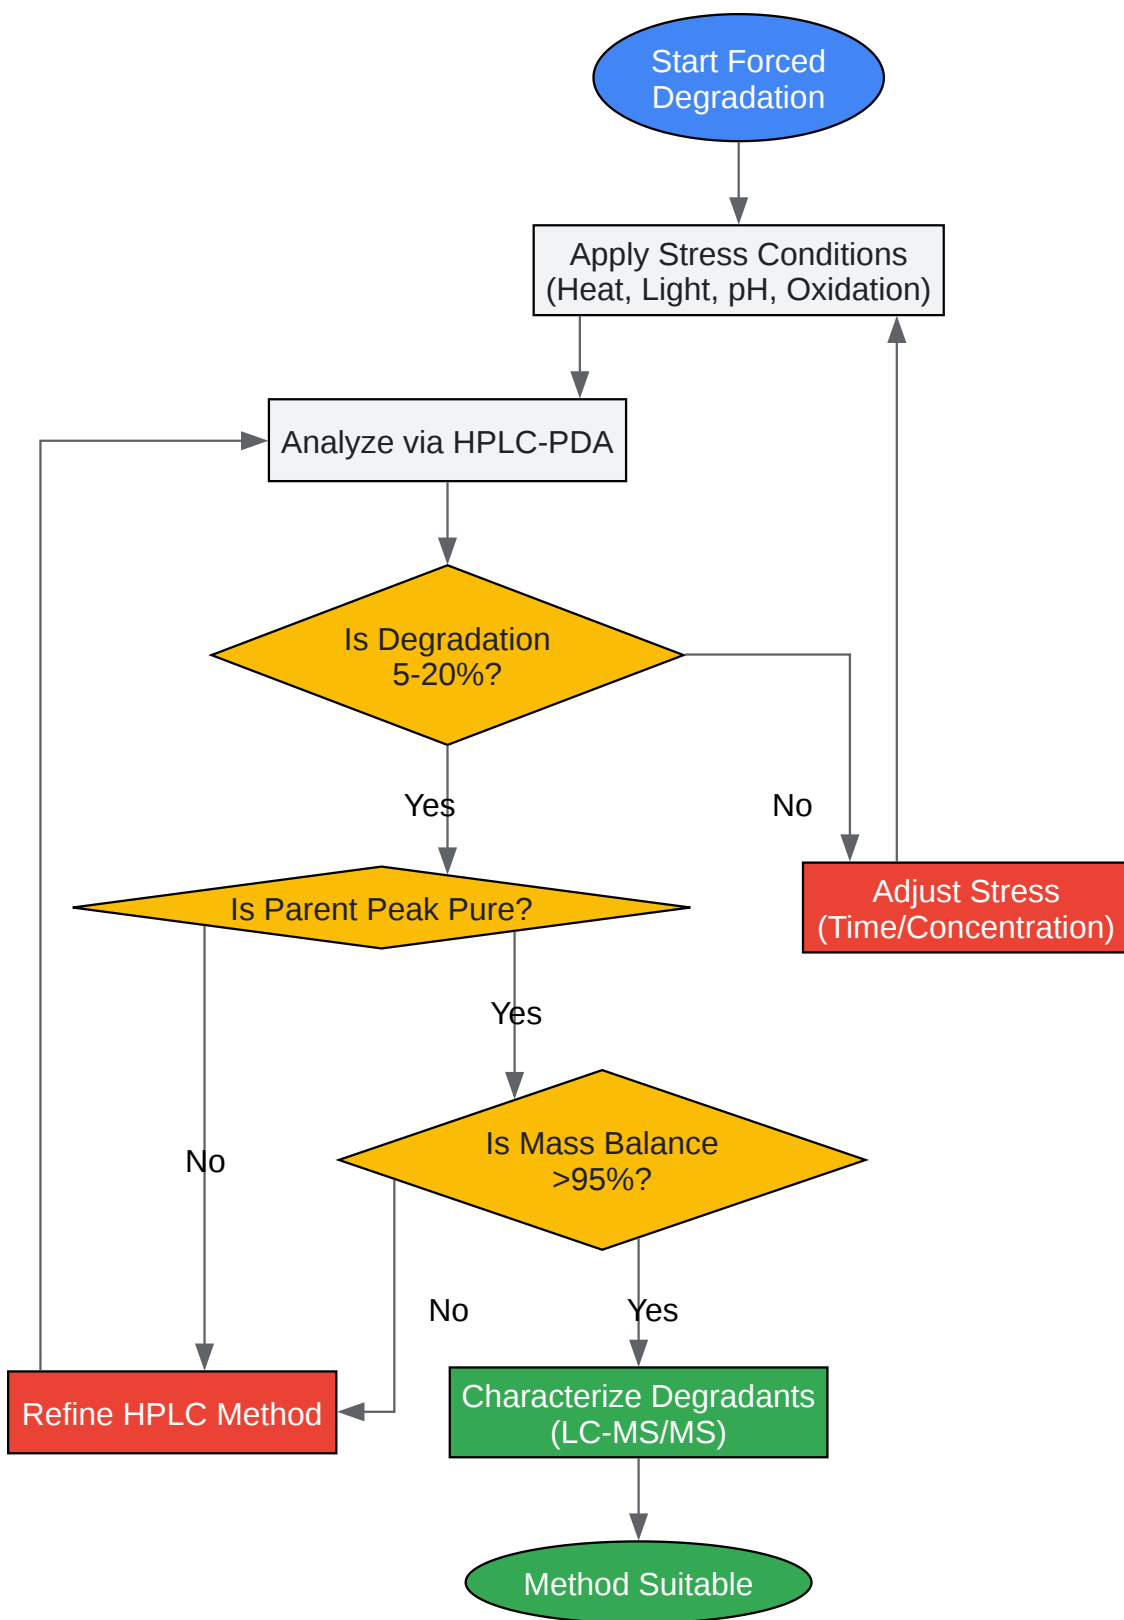 Start Forced
Degradation
Apply Stress Conditions
(Heat, Light, pH, Oxidation)
Analyze via HPLC-PDA
Is Degradation
5-20%?
Yes
No
Is Parent Peak Pure?
Adjust Stress
(Time/Concentration)
Yes
No
Is Mass Balance
>95%?
No
Yes
Refine HPLC Method
Characterize Degradants
(LC-MS/MS)
Method Suitable